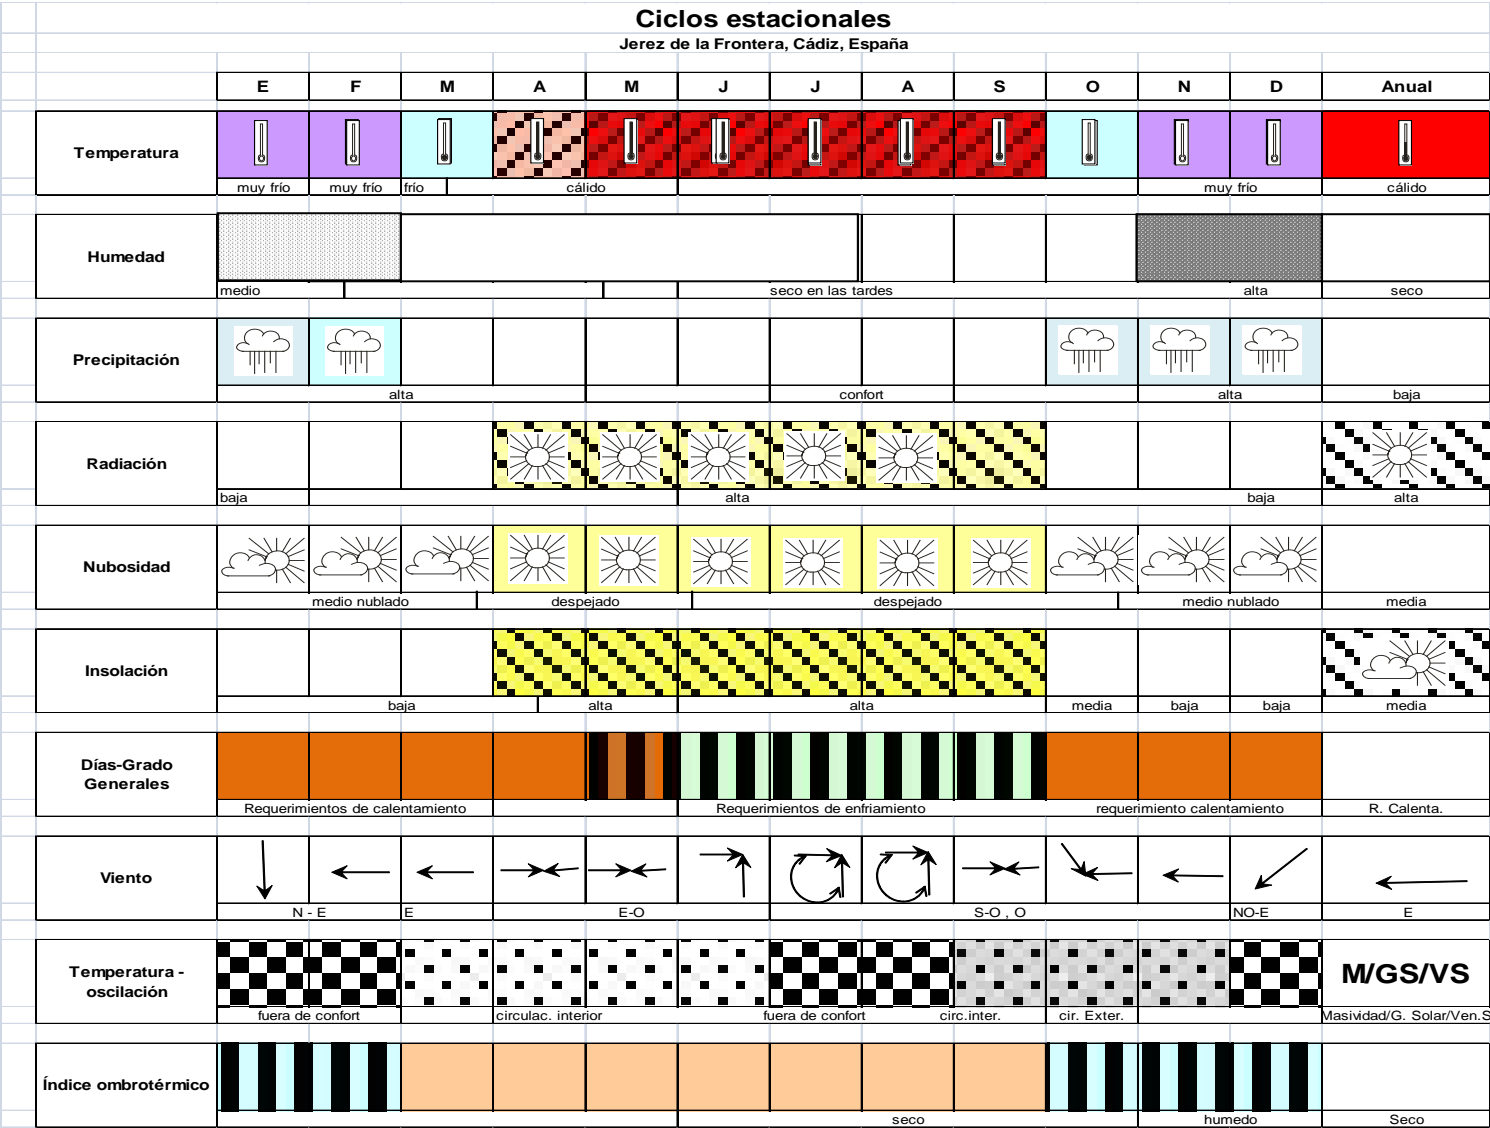 Ciclos estacionales
Jerez de la Frontera, Cádiz, España
E F M A M J J A S O N D Anual
Temperatura
muy frío muy frío frío cálido muy frío cálido
Humedad
medio seco en las tardes alta seco
Precipitación
alta confort alta baja
Radiación
baja alta baja alta
Nubosidad
medio nublado despejado despejado medio nublado media
Insolación
baja alta alta media baja baja media
Días-Grado
Generales
Requerimientos de calentamiento Requerimientos de enfriamiento requerimiento calentamiento R. Calenta.
Viento
N - E E E-O S-O , O NO-E E
Temperatura -
oscilación
M/GS/VS
fuera de confort circulac. interior fuera de confort circ.inter. cir. Exter. Masividad/G. Solar/Ven.S
Índice ombrotérmico
seco humedo Seco